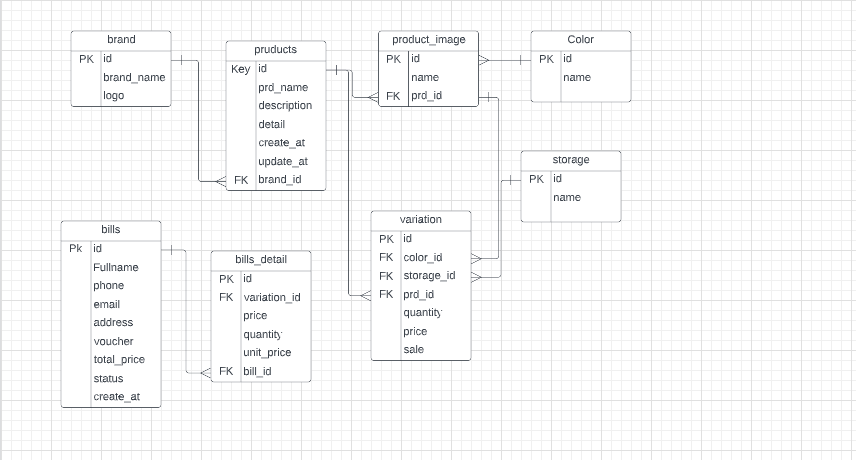 brand
PK id
brand_name
logo
pruducts
Key id
prd_name
description
detail
create_at
update_at
FK brand_id
product_image
PK id
name
FK prd_id
Color
PK id
name
storage
PK id
name
variation
PK id
FK color_id
FK storage_id
FK prd_id
quantity
price
sale
bills
Pk id
Fullname
phone
email
address
voucher
total_price
status
create_at
bills_detail
PK id
FK variation_id
price
quantity
unit_price
FK bill_id